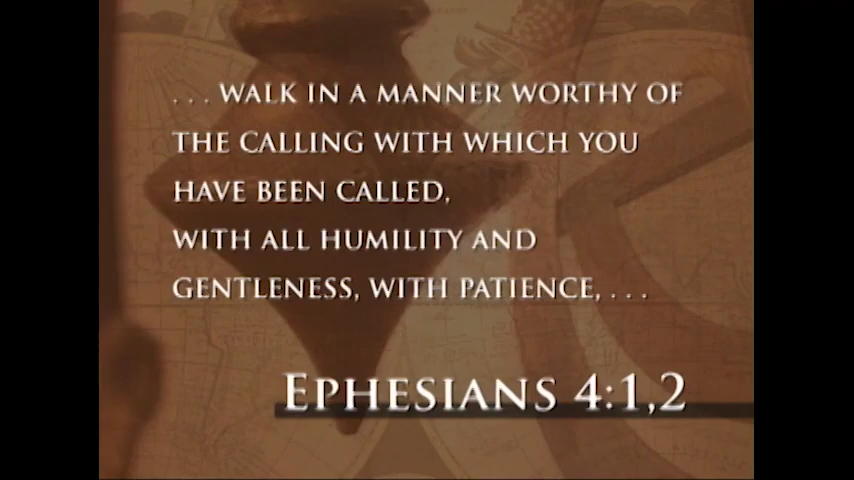 . . . WALK IN A MANNER WORTHY OF
THE CALLING WITH WHICH YOU
HAVE BEEN CALLED,
WITH ALL HUMILITY AND
GENTLENESS, WITH PATIENCE, . . .
EPHESIANS 4:1,2